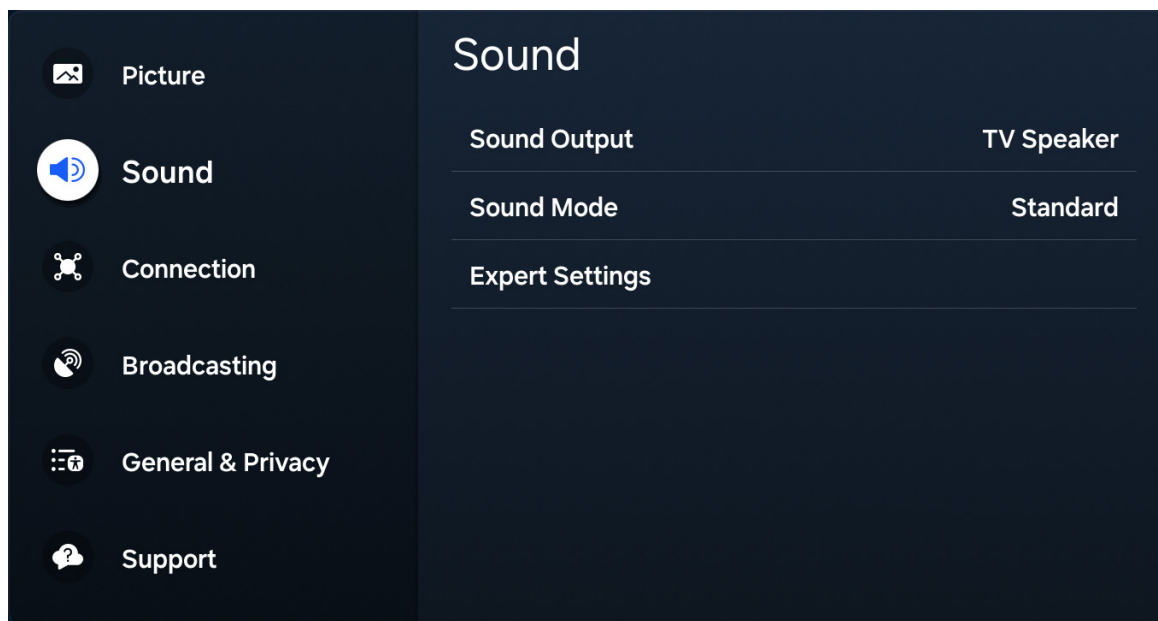 Picture
Sound
Connection
Broadcasting
General & Privacy
Support
Sound
Sound Output TV Speaker
Sound Mode Standard
Expert Settings